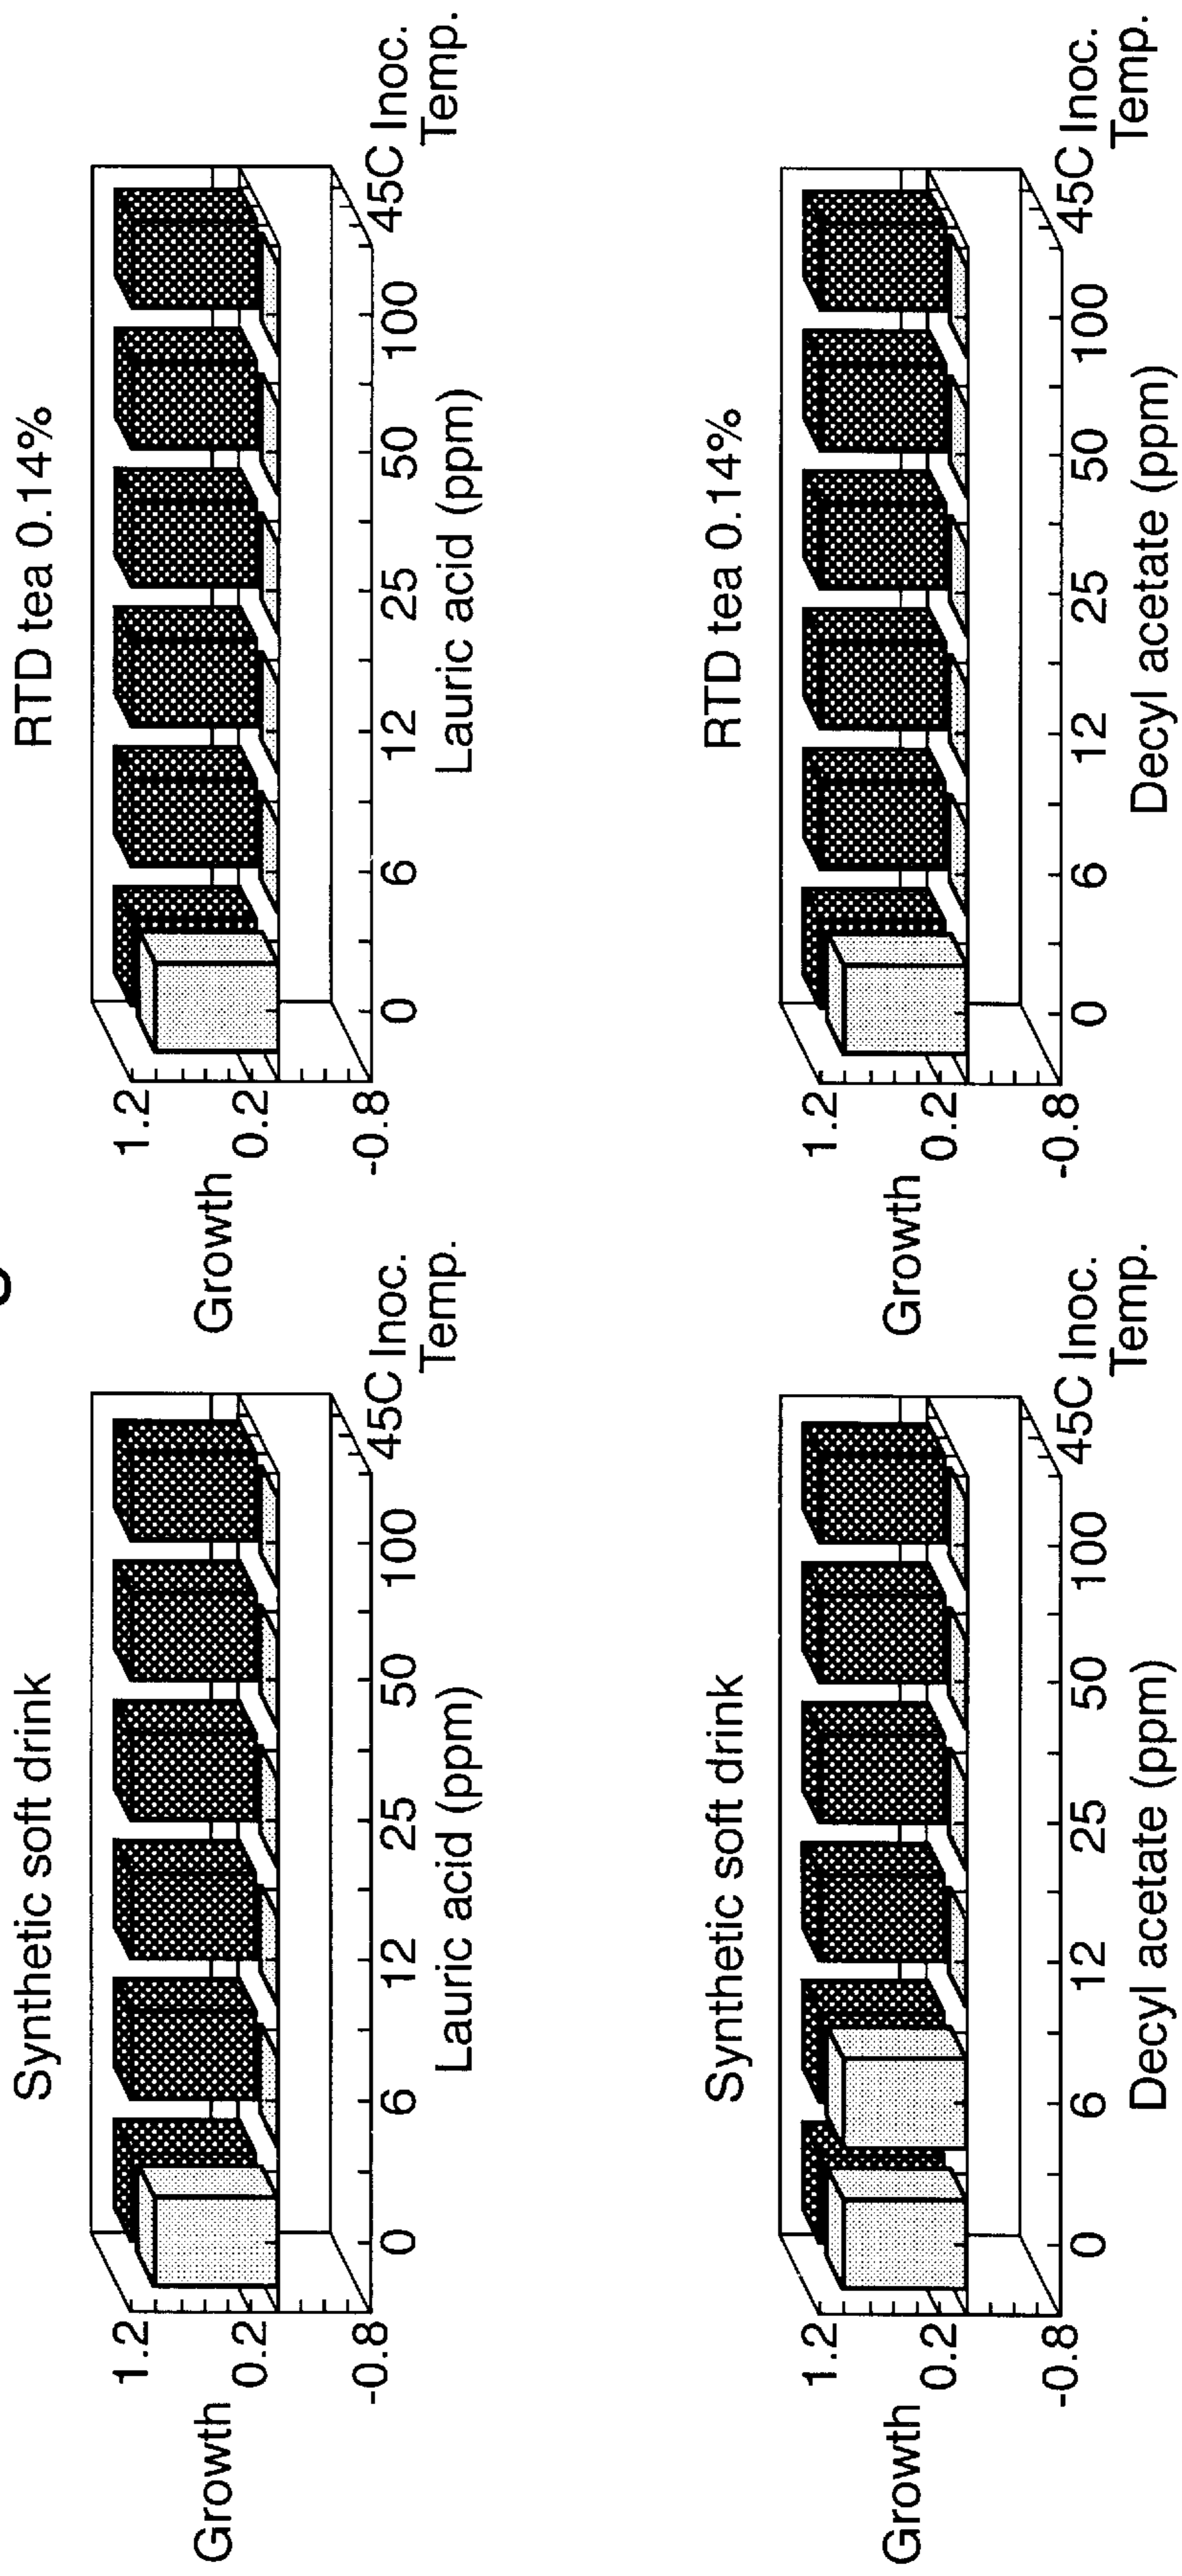 Synthetic soft drink
Growth
1.2
0.2
-0.8
0 6 12 25 50 100
45C Inoc.
Temp.
Lauric acid (ppm)
RTD tea 0.14%
Growth
1.2
0.2
-0.8
0 6 12 25 50 100
45C Inoc.
Temp.
Lauric acid (ppm)
Synthetic soft drink
Growth
1.2
0.2
-0.8
0 6 12 25 50 100
45C Inoc.
Temp.
Decyl acetate (ppm)
RTD tea 0.14%
Growth
1.2
0.2
-0.8
0 6 12 25 50 100
45C Inoc.
Temp.
Decyl acetate (ppm)